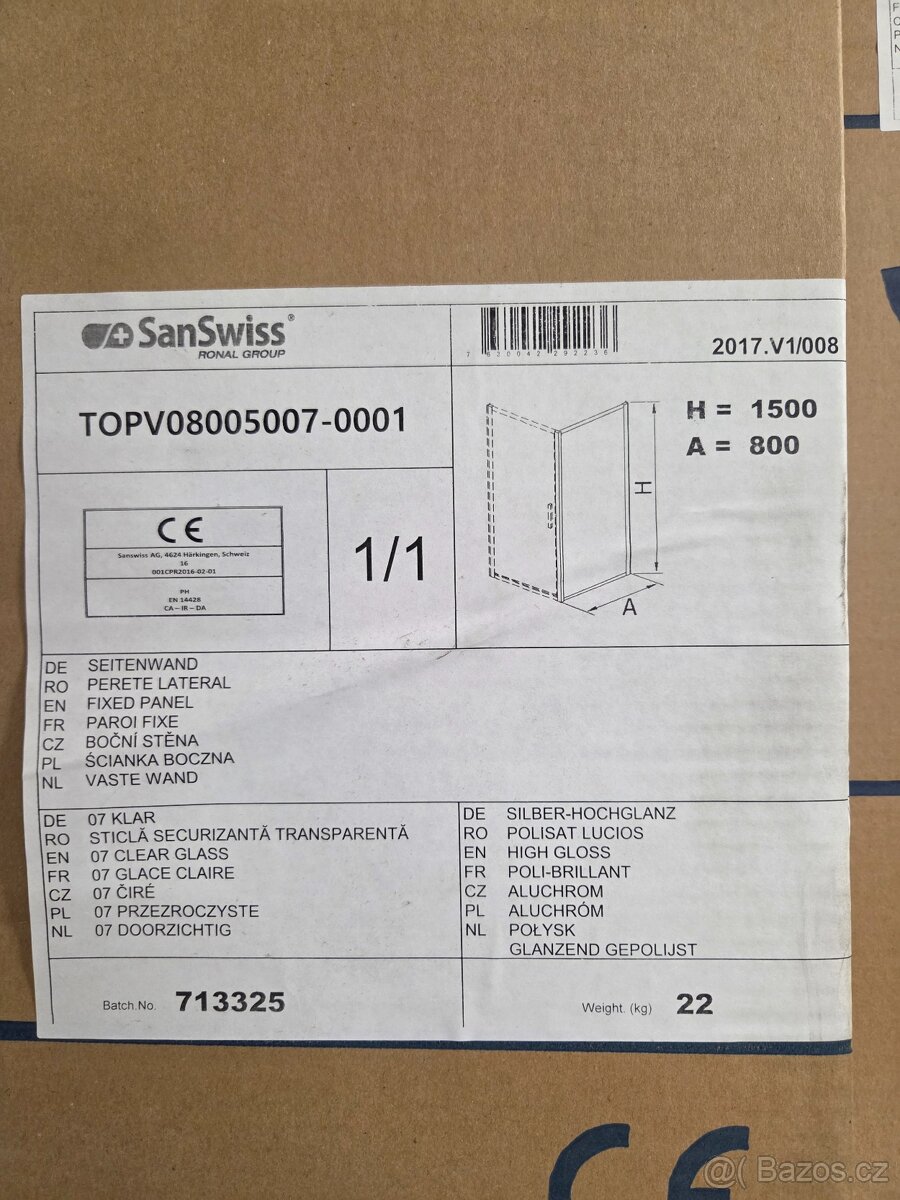 SanSwiss®
RONAL GROUP
7 620042 292236
2017.V1/008
TOPV08005007-0001
H = 1500
A = 800
H
A
CE
Sanswiss AG, 4624 Härkingen, Schweiz
16
001CPR2016-02-01
PH
EN 14428
CA – IR – DA
1/1
DE SEITENWAND
RO PERETE LATERAL
EN FIXED PANEL
FR PAROI FIXE
CZ BOČNÍ STĚNA
PL ŚCIANKA BOCZNA
NL VASTE WAND
DE 07 KLAR
RO STICLĂ SECURIZANTĂ TRANSPARENTĂ
EN 07 CLEAR GLASS
FR 07 GLACE CLAIRE
CZ 07 ČIRÉ
PL 07 PRZEZROCZYSTE
NL 07 DOORZICHTIG
DE SILBER-HOCHGLANZ
RO POLISAT LUCIOS
EN HIGH GLOSS
FR POLI-BRILLANT
CZ ALUCHROM
PL ALUCHRÓM
NL POŁYSK
GLANZEND GEPOLIJST
Batch.No. 713325
Weight. (kg) 22
CE
@( Bazos.cz
F
O
P
N